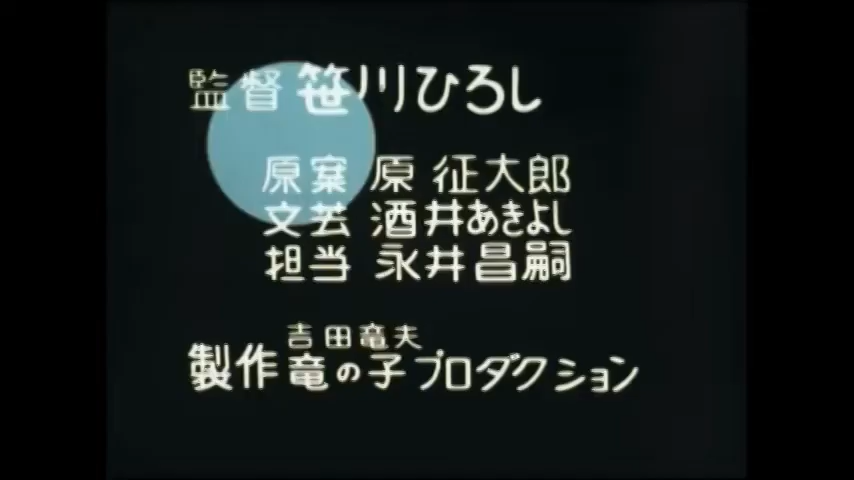 監督 笹川ひろし
原案 原 征太郎
文芸 酒井あきよし
担当 永井昌嗣
吉田竜夫
製作 竜の子プロダクション